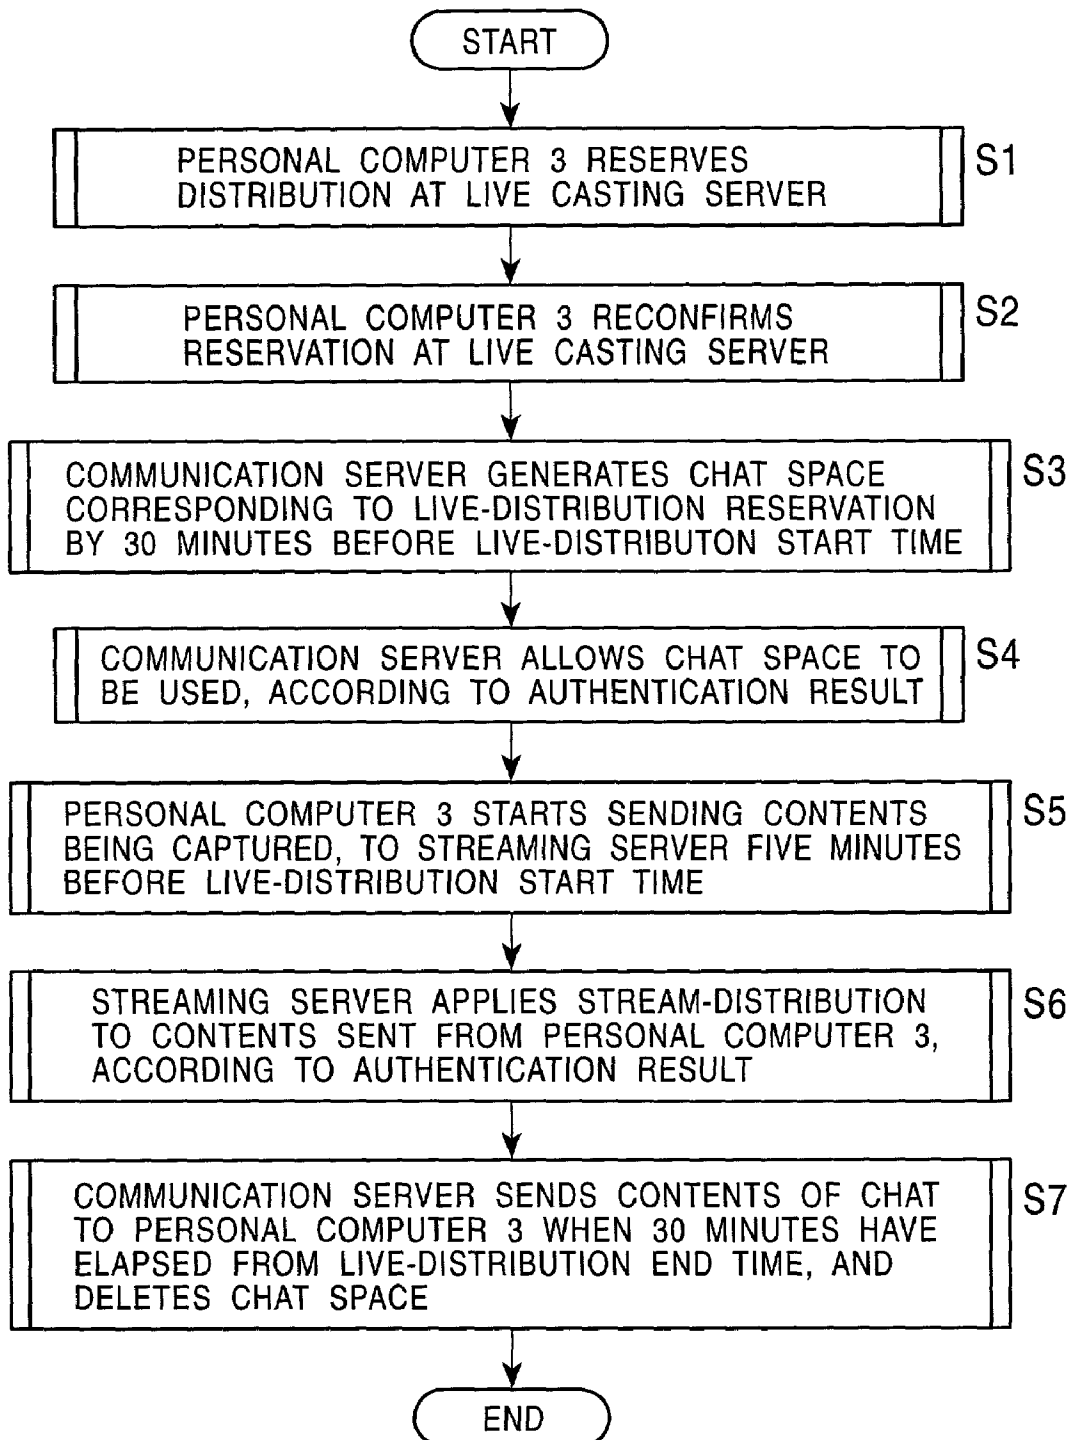 START
PERSONAL COMPUTER 3 RESERVES
DISTRIBUTION AT LIVE CASTING SERVER
S1
PERSONAL COMPUTER 3 RECONFIRMS
RESERVATION AT LIVE CASTING SERVER
S2
COMMUNICATION SERVER GENERATES CHAT SPACE
CORRESPONDING TO LIVE-DISTRIBUTION RESERVATION
BY 30 MINUTES BEFORE LIVE-DISTRIBUTON START TIME
S3
COMMUNICATION SERVER ALLOWS CHAT SPACE TO
BE USED, ACCORDING TO AUTHENTICATION RESULT
S4
PERSONAL COMPUTER 3 STARTS SENDING CONTENTS
BEING CAPTURED, TO STREAMING SERVER FIVE MINUTES
BEFORE LIVE-DISTRIBUTION START TIME
S5
STREAMING SERVER APPLIES STREAM-DISTRIBUTION
TO CONTENTS SENT FROM PERSONAL COMPUTER 3,
ACCORDING TO AUTHENTICATION RESULT
S6
COMMUNICATION SERVER SENDS CONTENTS OF CHAT
TO PERSONAL COMPUTER 3 WHEN 30 MINUTES HAVE
ELAPSED FROM LIVE-DISTRIBUTION END TIME, AND
DELETES CHAT SPACE
S7
END